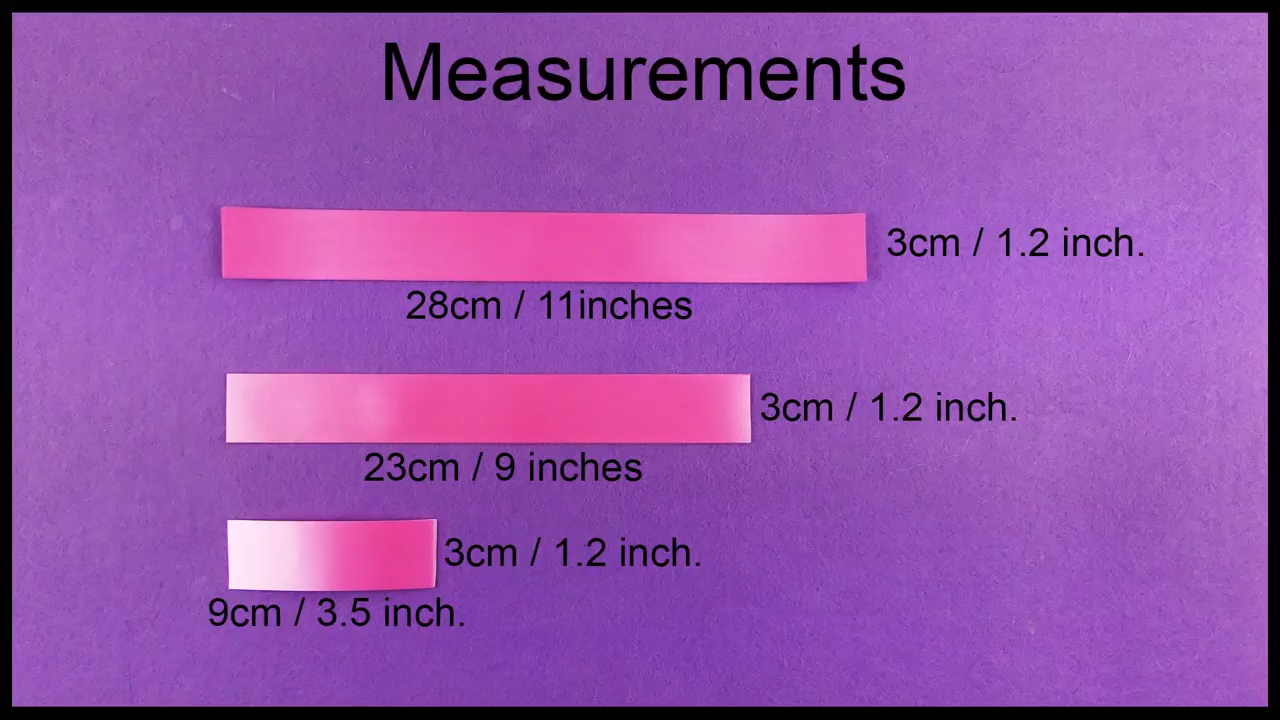 Measurements
3cm / 1.2 inch.
28cm / 11inches
3cm / 1.2 inch.
23cm / 9 inches
3cm / 1.2 inch.
9cm / 3.5 inch.